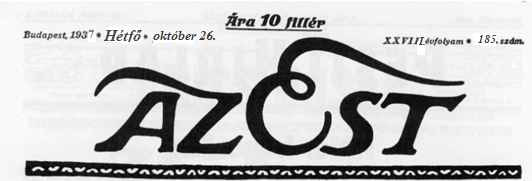 Ára 10 fillér
Budapest, 1937 * Hétfő * október 26. XXVIII. évfolyam * 185. szám.
AZ EST